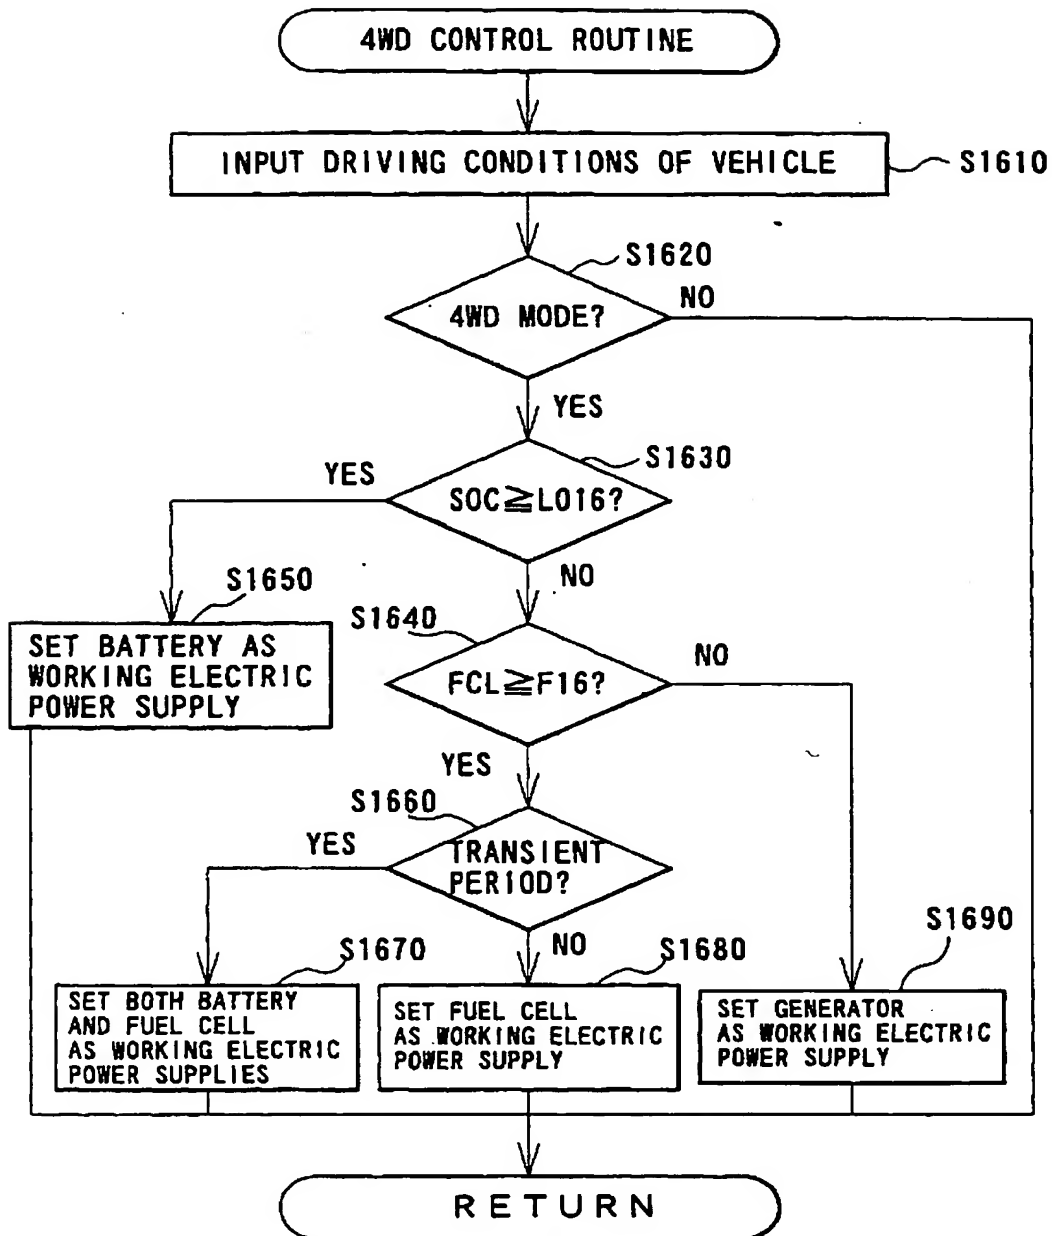 4WD CONTROL ROUTINE
INPUT DRIVING CONDITIONS OF VEHICLE
S1610
S1620
4WD MODE?
NO
YES
S1630
YES
SOC≧LO16?
NO
S1650
SET BATTERY AS
WORKING ELECTRIC
POWER SUPPLY
S1640
FCL≧F16?
NO
YES
S1660
YES
TRANSIENT
PERIOD?
NO
S1670
SET BOTH BATTERY
AND FUEL CELL
AS WORKING ELECTRIC
POWER SUPPLIES
S1680
SET FUEL CELL
AS WORKING ELECTRIC
POWER SUPPLY
S1690
SET GENERATOR
AS WORKING ELECTRIC
POWER SUPPLY
RETURN